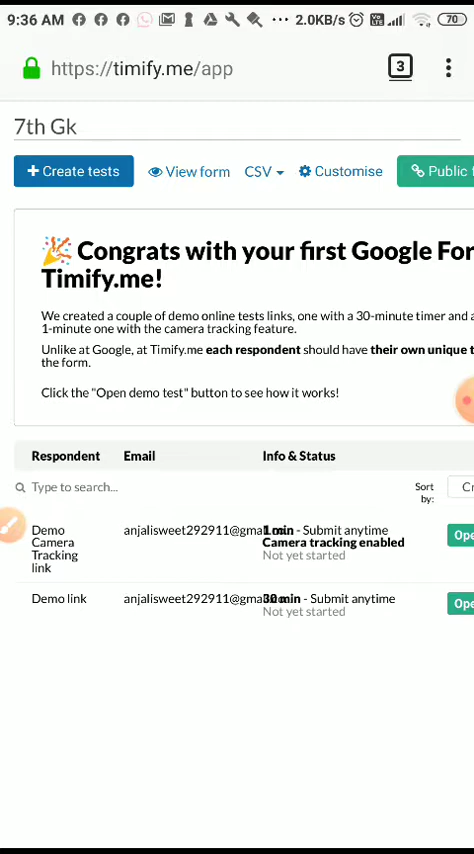 9:36 AM 2.0KB/s 70
https://timify.me/app 3
7th Gk
+ Create tests View form CSV Customise Public
Congrats with your first Google For
Timify.me!
We created a couple of demo online tests links, one with a 30-minute timer and a
1-minute one with the camera tracking feature.
Unlike at Google, at Timify.me each respondent should have their own unique t
the form.
Click the "Open demo test" button to see how it works!
Respondent Email Info & Status
Type to search... Sort by: Cr
Demo Camera Tracking link
anjalisweet292911@gma
1 min - Submit anytime
Camera tracking enabled
Not yet started
Ope
Demo link anjalisweet292911@gma 30 min - Submit anytime
Not yet started
Ope